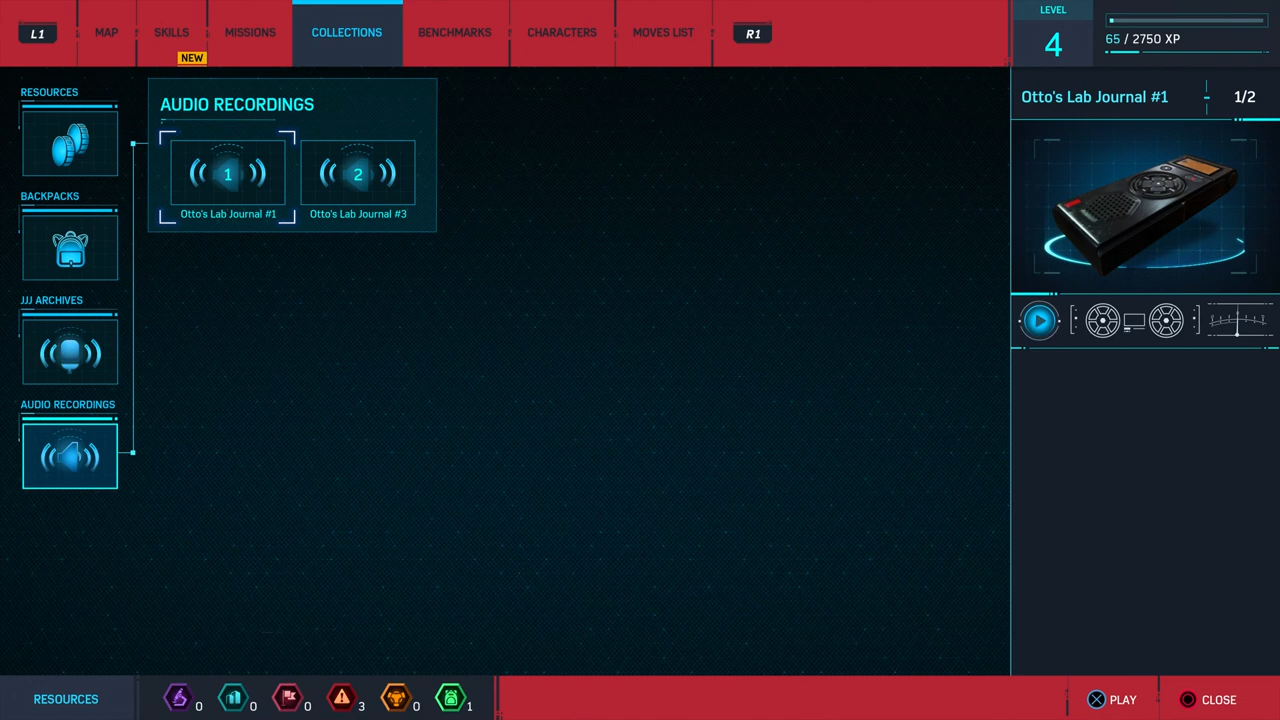 L1 MAP SKILLS MISSIONS COLLECTIONS BENCHMARKS CHARACTERS MOVES LIST R1
NEW
LEVEL
4
65 / 2750 XP
RESOURCES
BACKPACKS
JJJ ARCHIVES
AUDIO RECORDINGS
AUDIO RECORDINGS
1 2
Otto's Lab Journal #1 Otto's Lab Journal #3
Otto's Lab Journal #1 1/2
RESOURCES 0 0 0 3 0 1
PLAY CLOSE